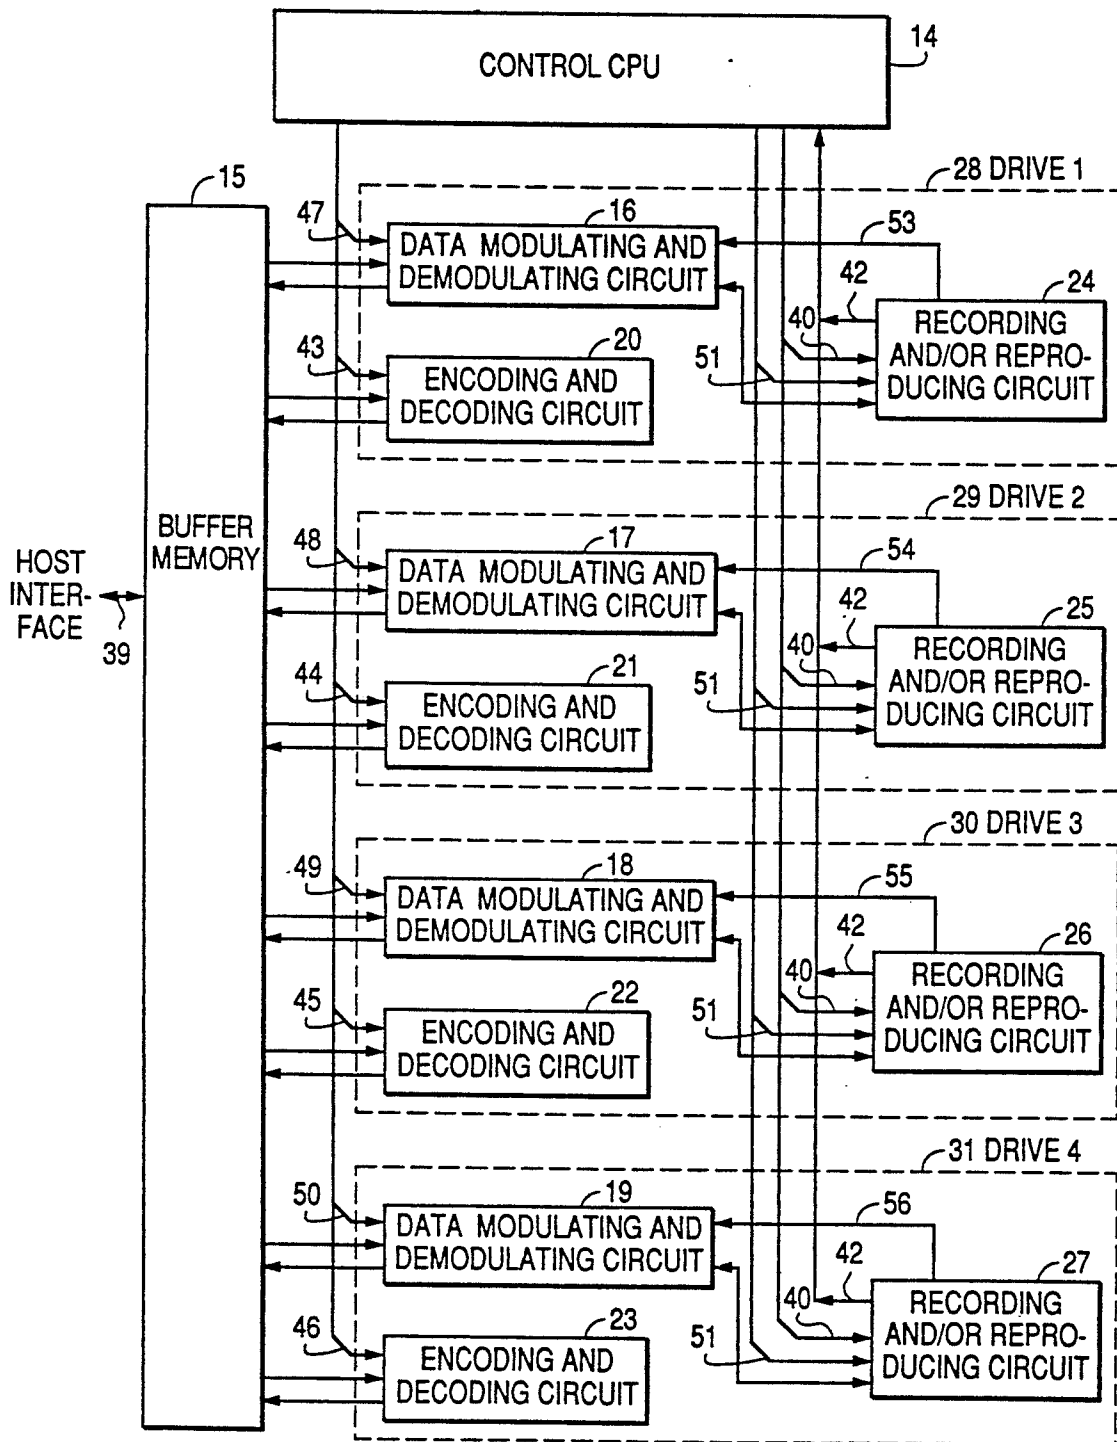 CONTROL CPU
14
15
28 DRIVE 1
47
16
DATA MODULATING AND
DEMODULATING CIRCUIT
53
42
24
RECORDING
AND/OR REPRO-
DUCING CIRCUIT
40
51
43
20
ENCODING AND
DECODING CIRCUIT
29 DRIVE 2
BUFFER
MEMORY
HOST
INTER-
FACE
39
48
17
DATA MODULATING AND
DEMODULATING CIRCUIT
54
42
25
RECORDING
AND/OR REPRO-
DUCING CIRCUIT
40
51
44
21
ENCODING AND
DECODING CIRCUIT
30 DRIVE 3
49
18
DATA MODULATING AND
DEMODULATING CIRCUIT
55
42
26
RECORDING
AND/OR REPRO-
DUCING CIRCUIT
40
51
45
22
ENCODING AND
DECODING CIRCUIT
31 DRIVE 4
50
19
DATA MODULATING AND
DEMODULATING CIRCUIT
56
42
27
RECORDING
AND/OR REPRO-
DUCING CIRCUIT
40
51
46
23
ENCODING AND
DECODING CIRCUIT